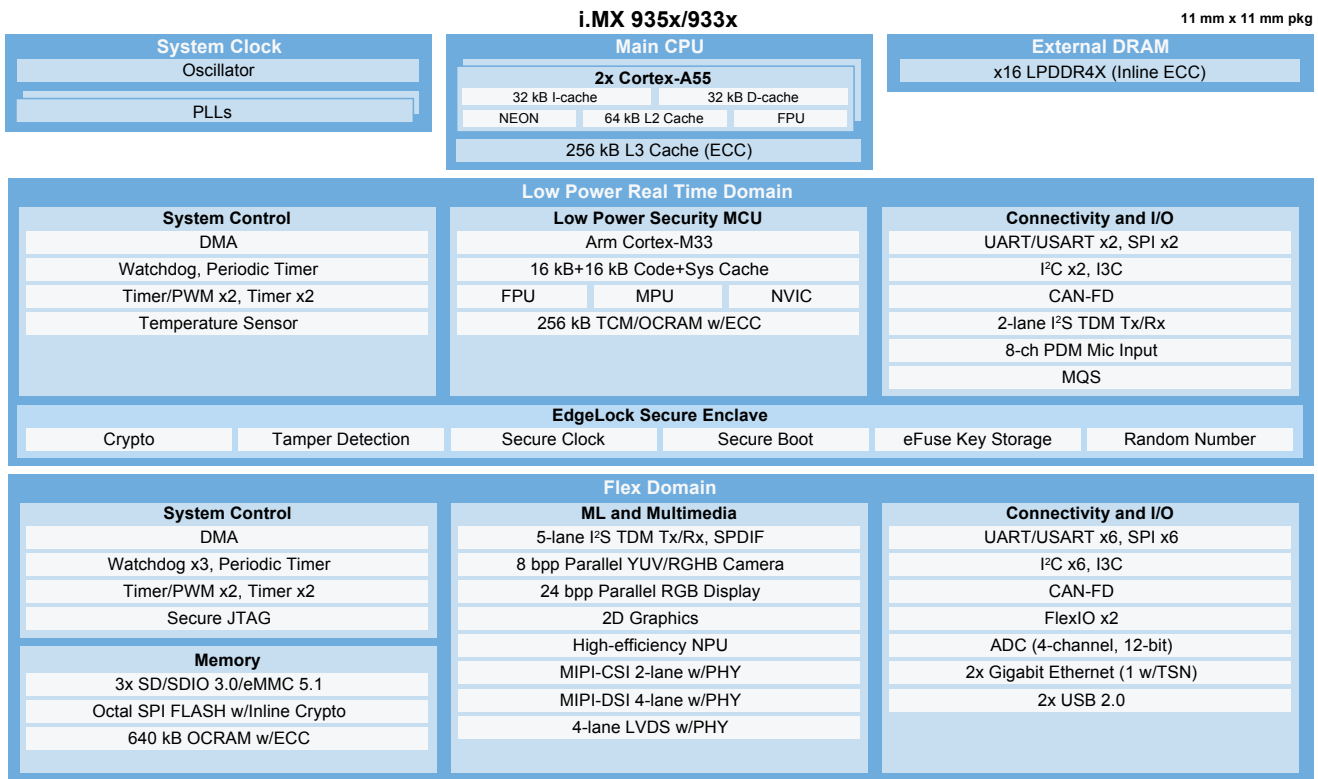 i.MX 935x/933x
11 mm x 11 mm pkg
System Clock
Oscillator
PLLs
Main CPU
2x Cortex-A55
32 kB I-cache
32 kB D-cache
NEON
64 kB L2 Cache
FPU
256 kB L3 Cache (ECC)
External DRAM
x16 LPDDR4X (Inline ECC)
Low Power Real Time Domain
System Control
DMA
Watchdog, Periodic Timer
Timer/PWM x2, Timer x2
Temperature Sensor
Low Power Security MCU
Arm Cortex-M33
16 kB+16 kB Code+Sys Cache
FPU
MPU
NVIC
256 kB TCM/OCRAM w/ECC
Connectivity and I/O
UART/USART x2, SPI x2
I²C x2, I3C
CAN-FD
2-lane I²S TDM Tx/Rx
8-ch PDM Mic Input
MQS
EdgeLock Secure Enclave
Crypto
Tamper Detection
Secure Clock
Secure Boot
eFuse Key Storage
Random Number
Flex Domain
System Control
DMA
Watchdog x3, Periodic Timer
Timer/PWM x2, Timer x2
Secure JTAG
Memory
3x SD/SDIO 3.0/eMMC 5.1
Octal SPI FLASH w/Inline Crypto
640 kB OCRAM w/ECC
ML and Multimedia
5-lane I²S TDM Tx/Rx, SPDIF
8 bpp Parallel YUV/RGHB Camera
24 bpp Parallel RGB Display
2D Graphics
High-efficiency NPU
MIPI-CSI 2-lane w/PHY
MIPI-DSI 4-lane w/PHY
4-lane LVDS w/PHY
Connectivity and I/O
UART/USART x6, SPI x6
I²C x6, I3C
CAN-FD
FlexIO x2
ADC (4-channel, 12-bit)
2x Gigabit Ethernet (1 w/TSN)
2x USB 2.0